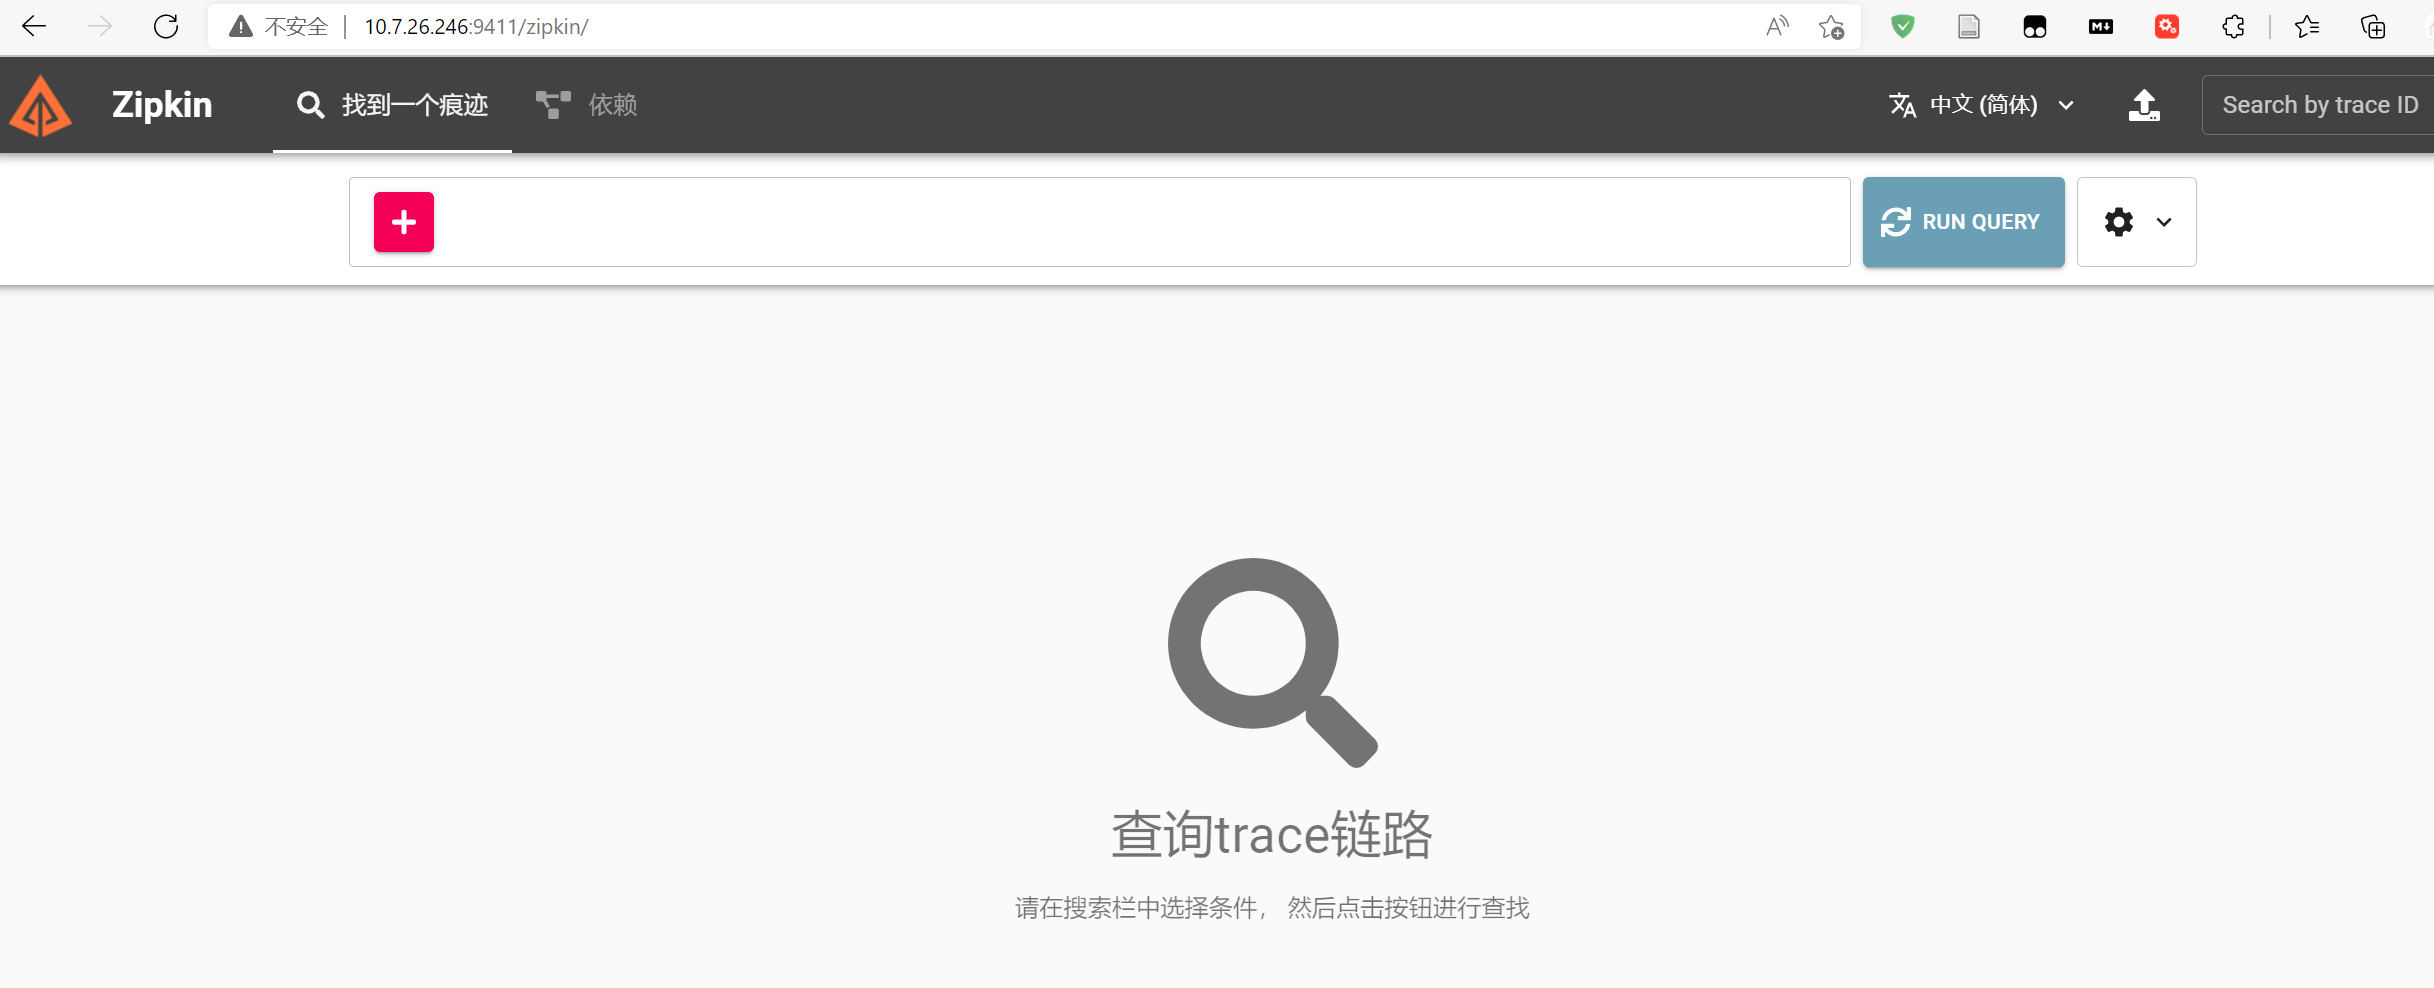 不安全 | 10.7.26.246:9411/zipkin/
Zipkin 找到一个痕迹 依赖 中文 (简体) Search by trace ID
RUN QUERY
查询trace链路
请在搜索栏中选择条件， 然后点击按钮进行查找